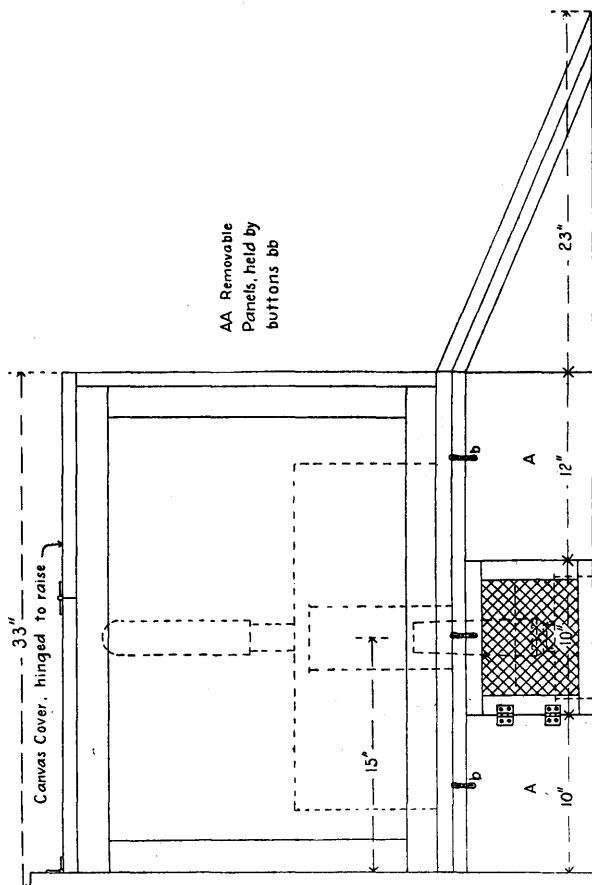 33"
Canvas Cover, hinged to raise
AA Removable
Panels, held by
buttons bb
23"
15"
b
b
A
A
10"
10"
12"